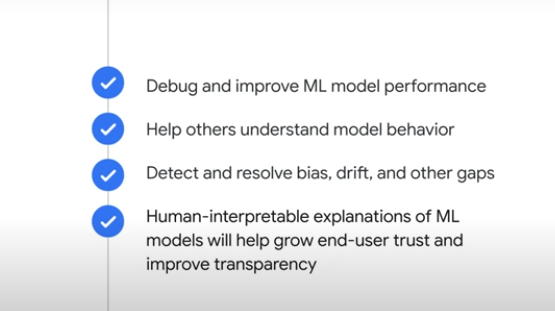 Debug and improve ML model performance
Help others understand model behavior
Detect and resolve bias, drift, and other gaps
Human-interpretable explanations of ML
models will help grow end-user trust and
improve transparency